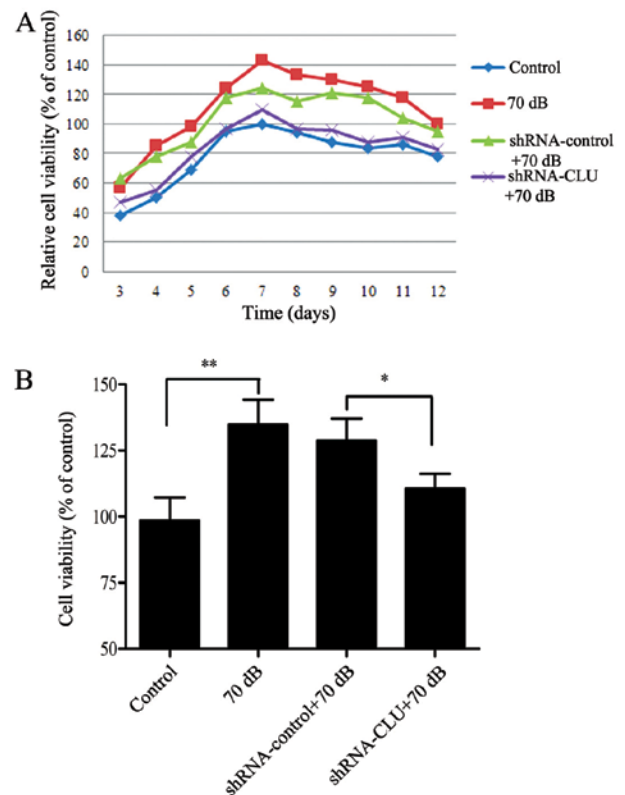 A
Relative cell viability (% of control)
160
140
120
100
80
60
40
20
0
3 4 5 6 7 8 9 10 11 12
Time (days)
Control
70 dB
shRNA-control
+70 dB
shRNA-CLU
+70 dB
B
Cell viability (% of control)
150
125
100
75
50
**
*
Control
70 dB
shRNA-control+70 dB
shRNA-CLU+70 dB